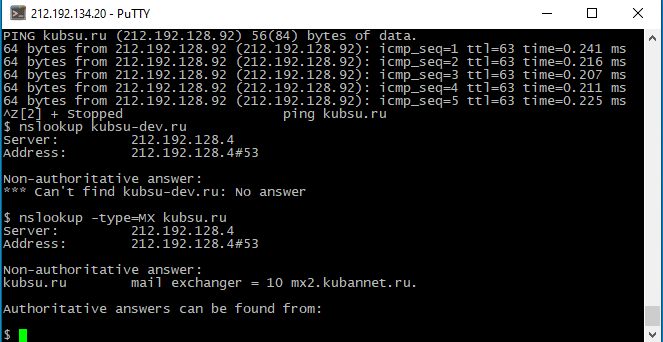 212.192.134.20 - PuTTY
PING kubsu.ru (212.192.128.92) 56(84) bytes of data.
64 bytes from 212.192.128.92 (212.192.128.92): icmp_seq=1 ttl=63 time=0.241 ms
64 bytes from 212.192.128.92 (212.192.128.92): icmp_seq=2 ttl=63 time=0.216 ms
64 bytes from 212.192.128.92 (212.192.128.92): icmp_seq=3 ttl=63 time=0.207 ms
64 bytes from 212.192.128.92 (212.192.128.92): icmp_seq=4 ttl=63 time=0.211 ms
64 bytes from 212.192.128.92 (212.192.128.92): icmp_seq=5 ttl=63 time=0.225 ms
^Z[2] + Stopped                    ping kubsu.ru
$ nslookup kubsu-dev.ru
Server:         212.192.128.4
Address:        212.192.128.4#53

Non-authoritative answer:
*** Can't find kubsu-dev.ru: No answer

$ nslookup -type=MX kubsu.ru
Server:         212.192.128.4
Address:        212.192.128.4#53

Non-authoritative answer:
kubsu.ru        mail exchanger = 10 mx2.kubannet.ru.

Authoritative answers can be found from:

$